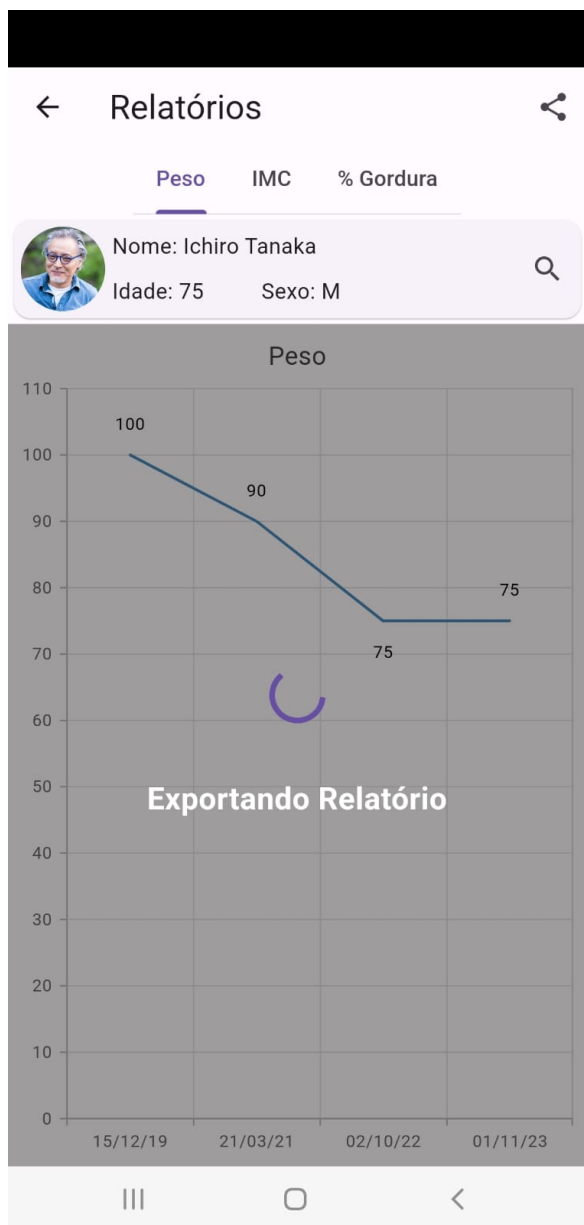 Relatórios
Peso IMC % Gordura
Nome: Ichiro Tanaka
Idade: 75 Sexo: M
Peso
110
100
100
90
90
80
75
70
75
60
50
Exportando Relatório
40
30
20
10
0
15/12/19 21/03/21 02/10/22 01/11/23